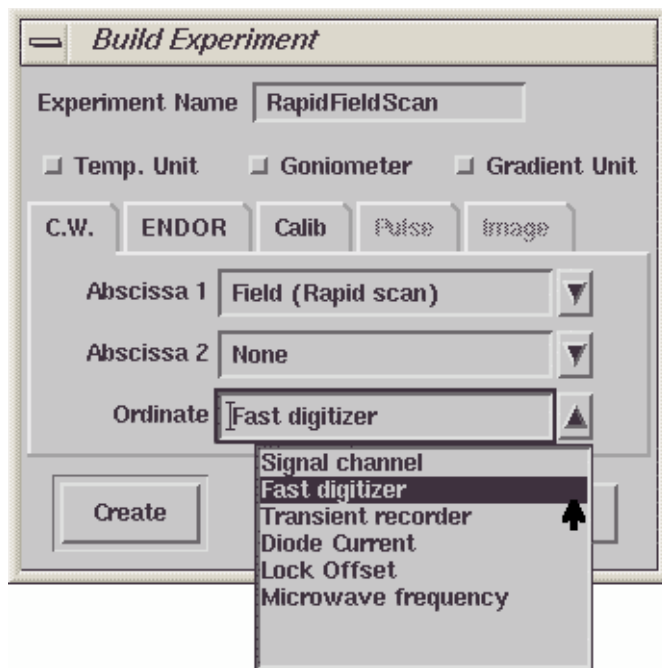 Build Experiment
Experiment Name RapidFieldScan
Temp. Unit Goniometer Gradient Unit
C.W. ENDOR Calib Pulse Image
Abscissa 1 Field (Rapid scan)
Abscissa 2 None
Ordinate Fast digitizer
Signal channel
Fast digitizer
Create
Transient recorder
Diode Current
Lock Offset
Microwave frequency